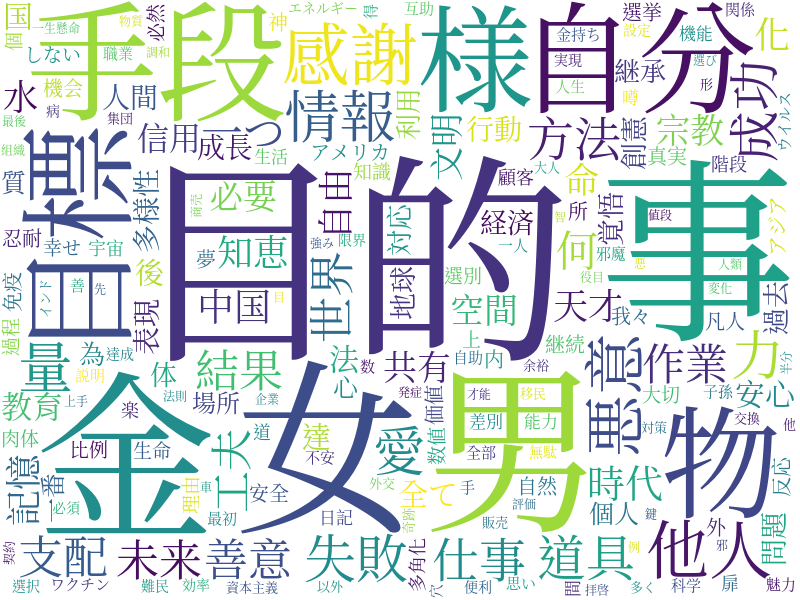 国
一生懸命
必然
神
エネルギー
得
互助
選挙
関係
化
個
しない
職業
物質
調和
手段
感謝
様
自分
金持ち
設定
機能
選び
形
実現
継承
人生
噂
ウイルス
水
機会
人間
病
集団
情報
利用
文明
行動
方法
創憲
宗教
成功
最後
組織
信用
一つ
成長
生活
アメリカ
知識
顧客
大人
真実
階段
質
標
目
多様性
必要
自由
対応
経済
智
所
命
覚悟
値段
アジア
忍耐
幸せ
宇宙
商売
知恵
夢
強み
限界
一人
何
邪魔
役目
悪
人類
免疫
インド
善
先
後
中国
世界
地球
選別
空間
天才
我々
凡人
変化
過去
事
目的
過程
量
為
達成
表現
結果
日
法
数
共有
自助
内
上
継続
作業
力
半分
説明
体
心
余裕
悪意
大切
子孫
安心
教育
上手
法則
場所
企業
愛
価値
発症
才能
移民
差別
能力
交換
他
肉体
楽
工夫
道
達
数値
対策
比例
生命
不安
全部
無駄
物
反応
記憶
番
理由
車
安全
外交
全て
手
自然
時代
金
女
男
必須
最初
日記
奇跡
販売
評価
個人
鍵
外
問題
契約
支配
未来
善意
失敗
多角化
仕事
道具
例
他人
邪
選択
ワクチン
難民
効率
資本主義
以外
穴
便利
思い
間
拝啓
多く
科学
扉
魅力